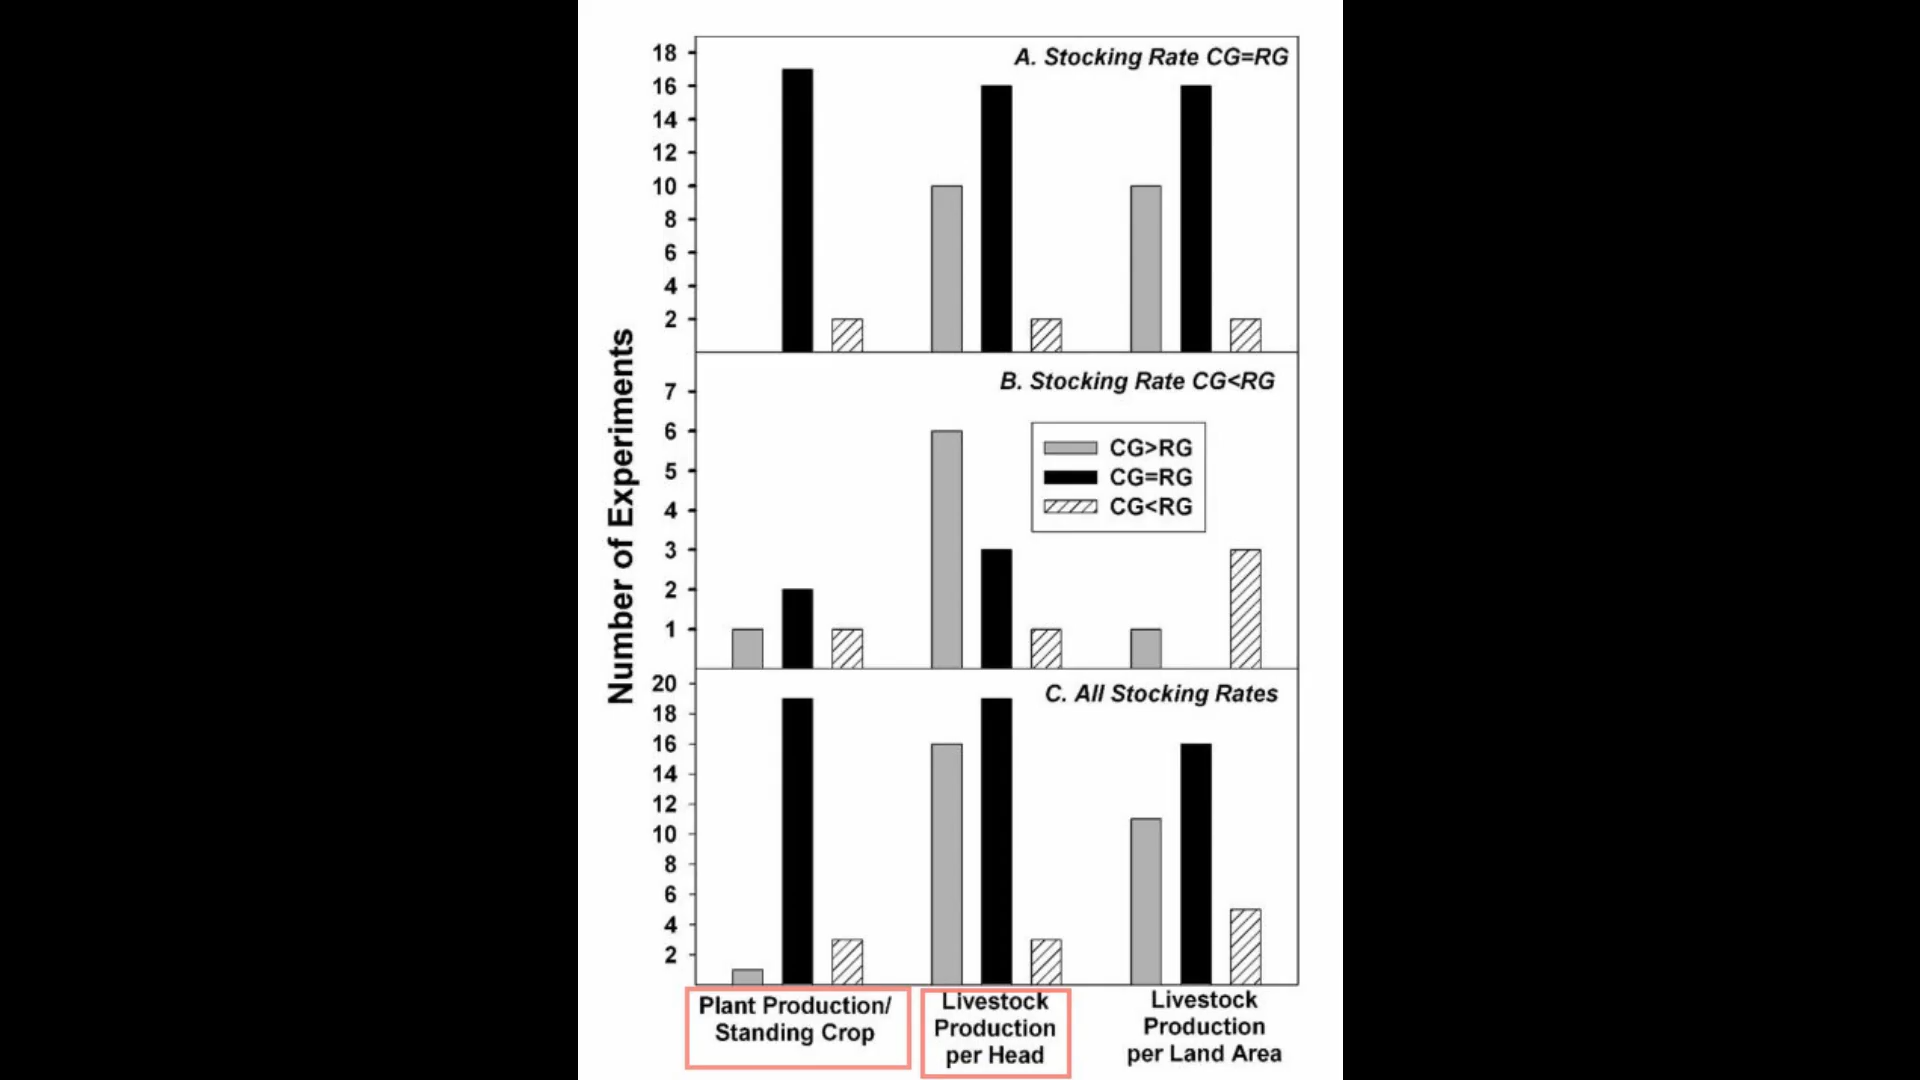 A. Stocking Rate CG=RG
18
16
14
12
10
8
6
4
2
B. Stocking Rate CG<RG
7
6
5
4
3
2
1
CG>RG
CG=RG
CG<RG
Number of Experiments
C. All Stocking Rates
20
18
16
14
12
10
8
6
4
2
Plant Production/
Standing Crop
Livestock
Production
per Head
Livestock
Production
per Land Area